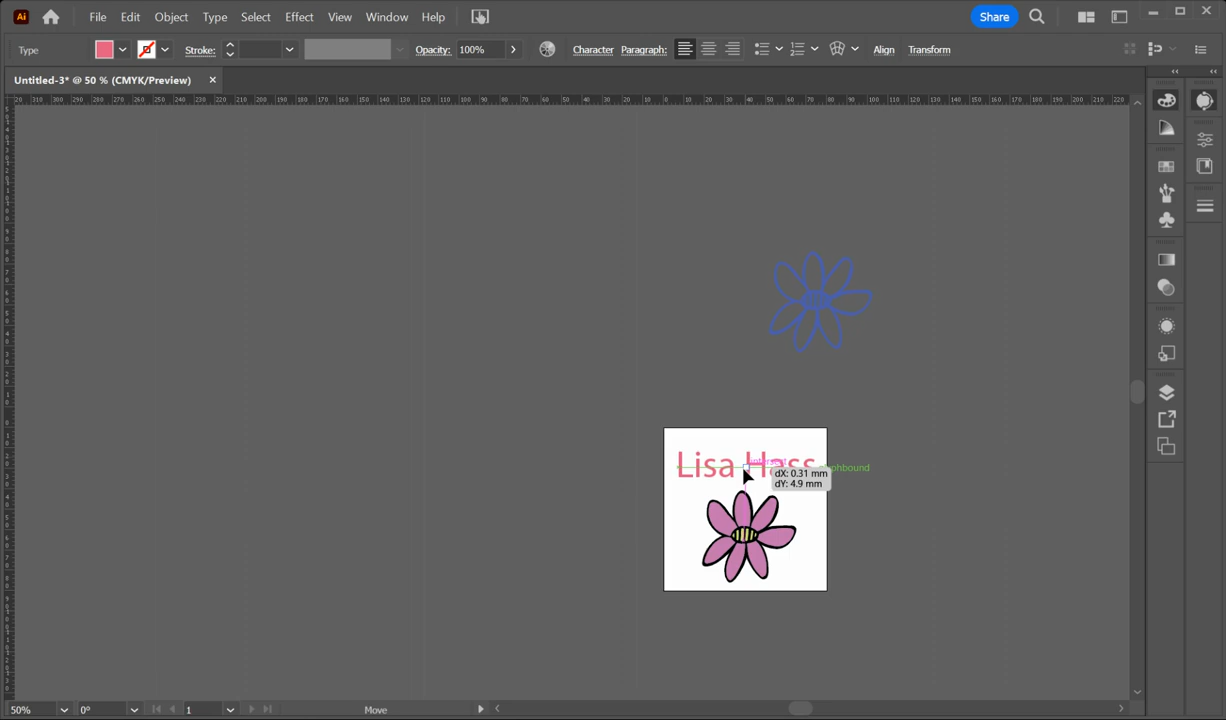 Ai File Edit Object Type Select Effect View Window Help Share
Type Stroke: Opacity: 100% Character Paragraph: Align Transform
Untitled-3* @ 50 % (CMYK/Preview)
Lisa Hass
dX: 0.31 mm
dY: 4.9 mm
50% 0° 1 Move